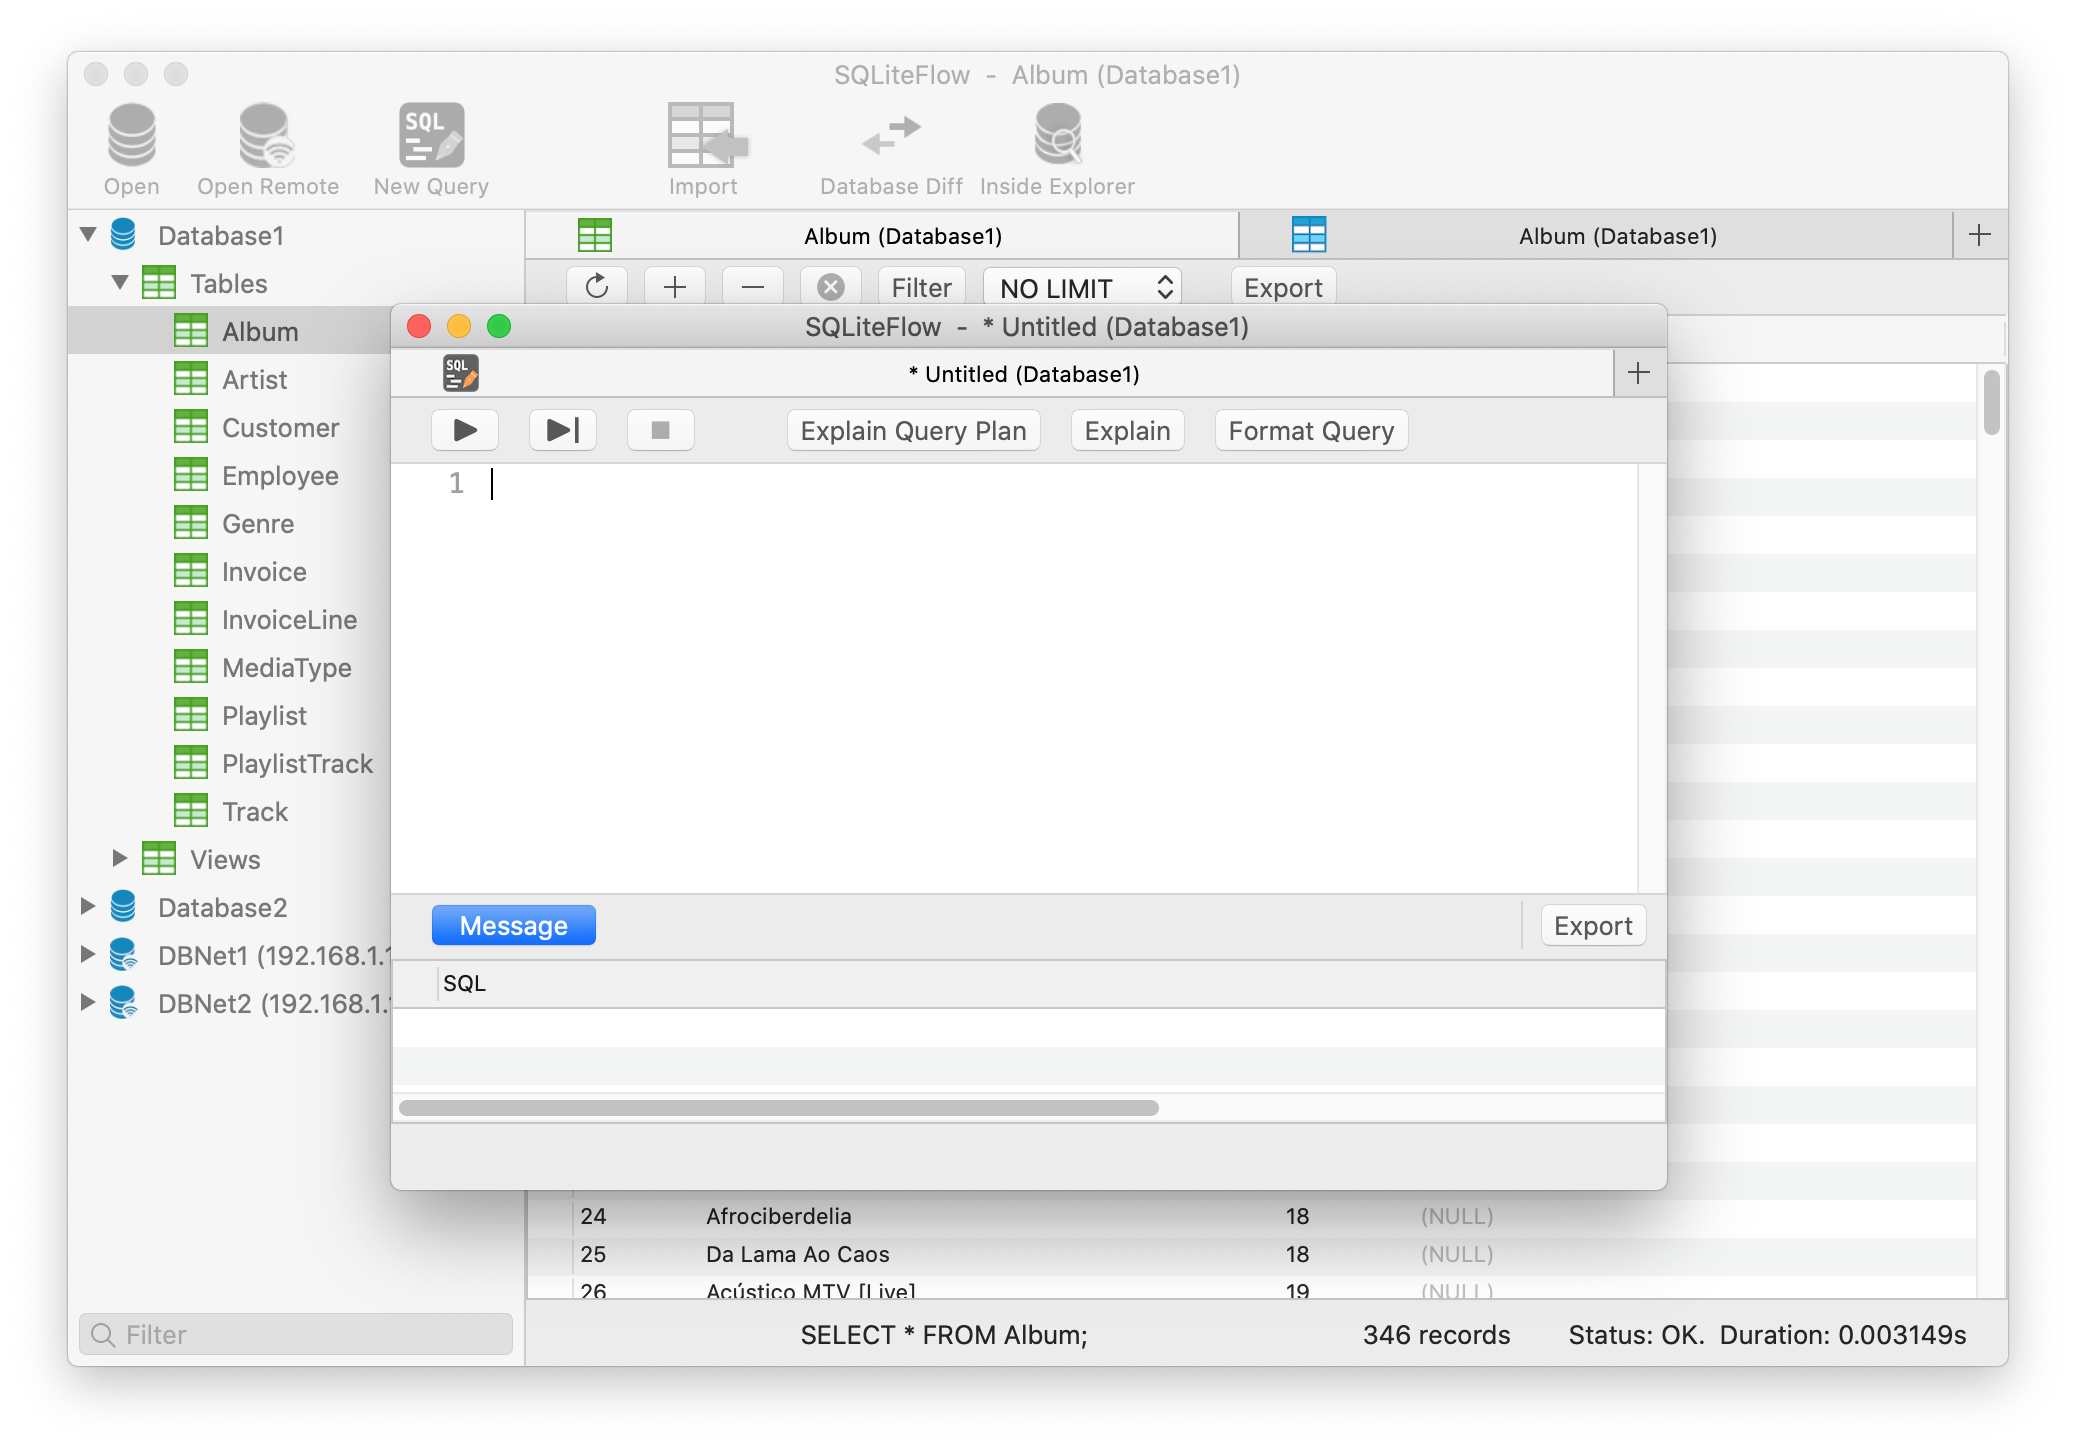 SQLiteFlow - Album (Database1)
Open
Open Remote
SQL
New Query
Import
Database Diff
Inside Explorer
Database1
Tables
Album
Artist
Customer
Employee
Genre
Invoice
InvoiceLine
MediaType
Playlist
PlaylistTrack
Track
Views
Database2
DBNet1 (192.168.1.
DBNet2 (192.168.1.
Filter
Album (Database1)
Album (Database1)
Filter
NO LIMIT
Export
SQLiteFlow - * Untitled (Database1)
SQL
* Untitled (Database1)
Explain Query Plan
Explain
Format Query
1
Message
Export
SQL
24 Afrociberdelia 18 (NULL)
25 Da Lama Ao Caos 18 (NULL)
26 Acústico MTV [Live] 19 (NULL)
SELECT * FROM Album; 346 records Status: OK. Duration: 0.003149s